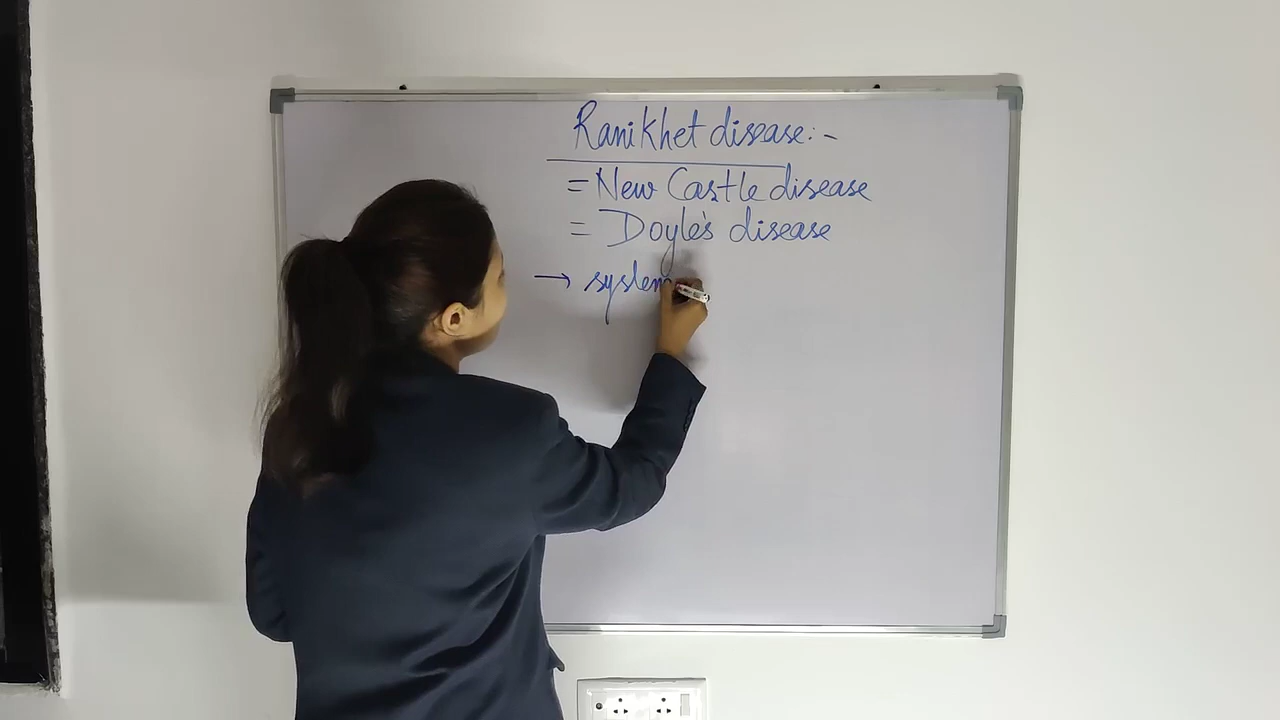 Ranikhet disease:-
= New Castle disease
= Doyle's disease
→ system